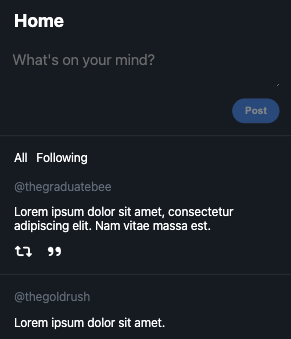 Home
What's on your mind?
Post
All Following
@thegraduatebee
Lorem ipsum dolor sit amet, consectetur
adipiscing elit. Nam vitae massa est.
@thegoldrush
Lorem ipsum dolor sit amet.